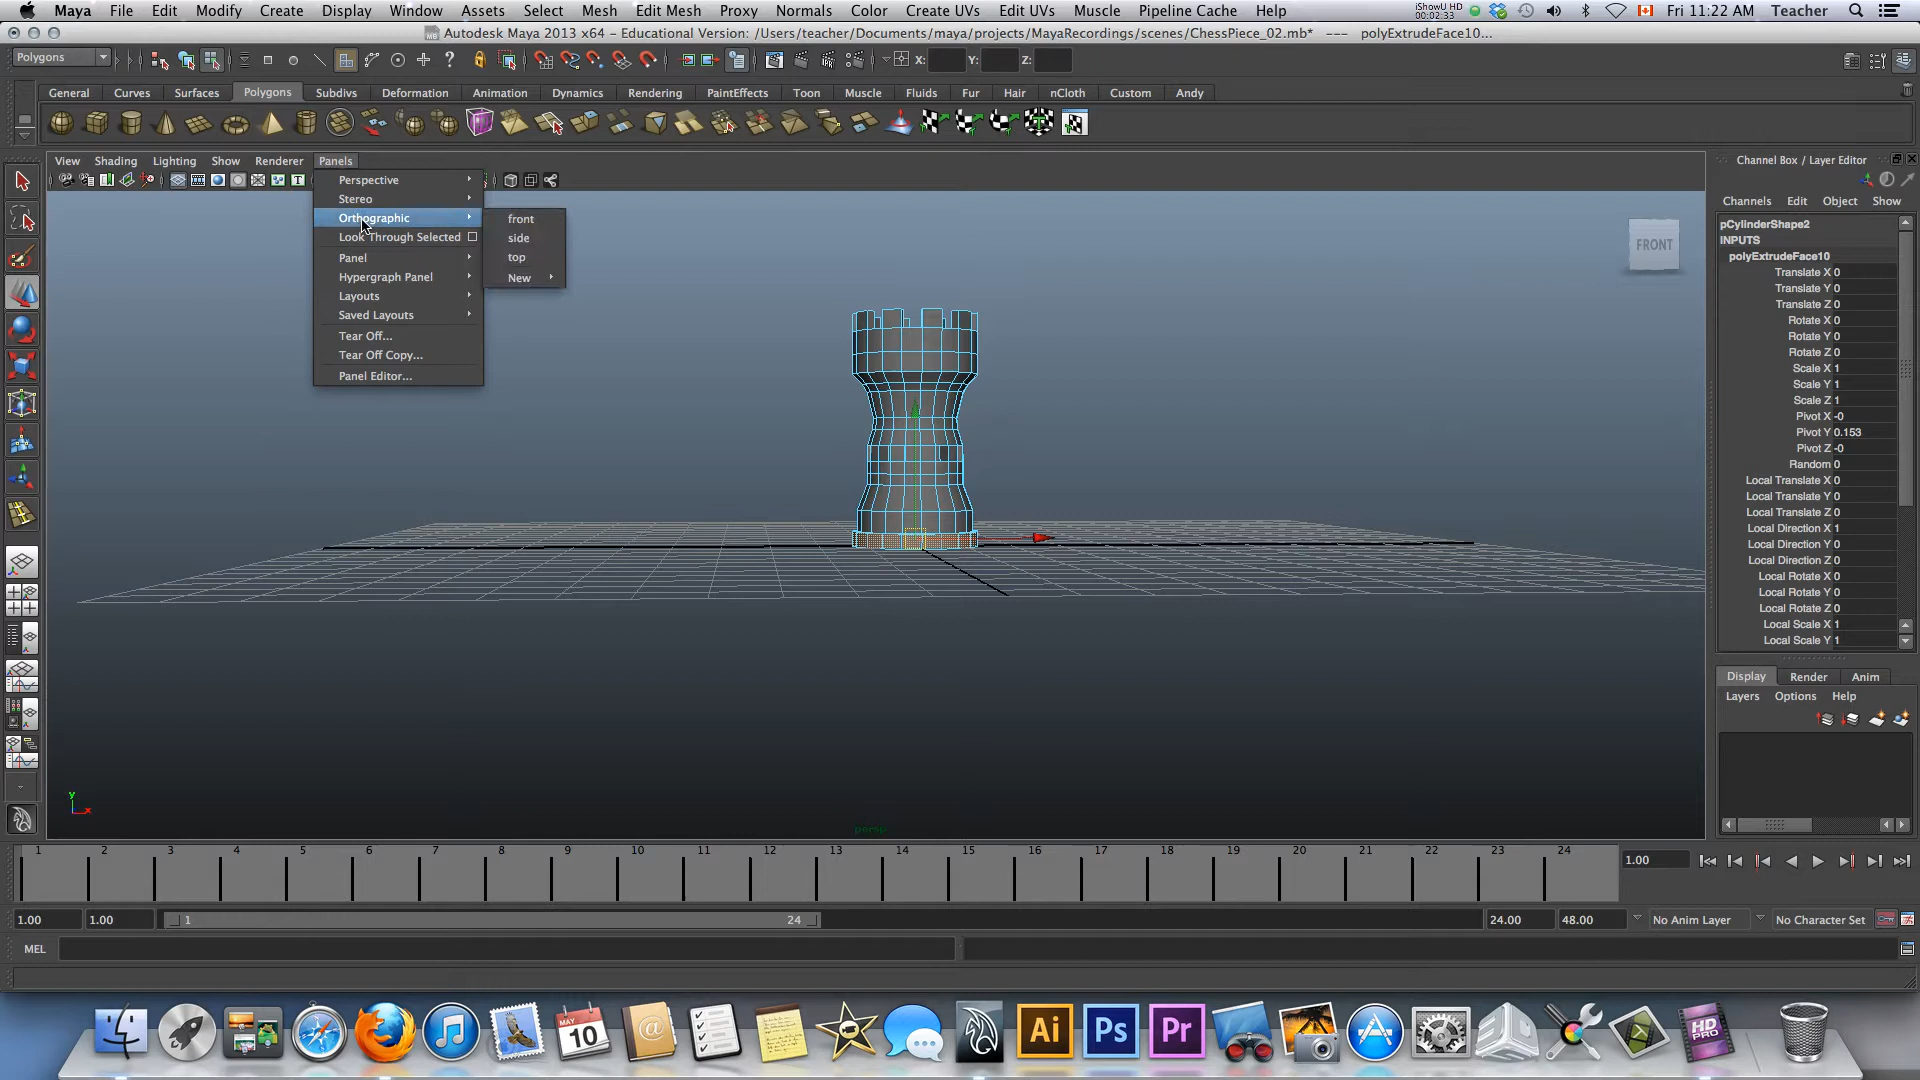 Maya File Edit Modify Create Display Window Assets Select Mesh Edit Mesh Proxy Normals Color Create UVs Edit UVs Muscle Pipeline Cache Help
iShowU HD
00:02:33
Fri 11:22 AM Teacher
Autodesk Maya 2013 x64 - Educational Version: /Users/teacher/Documents/maya/projects/MayaRecordings/scenes/ChessPiece_02.mb* --- polyExtrudeFace10...
Polygons
X: Y: Z:
General Curves Surfaces Polygons Subdivs Deformation Animation Dynamics Rendering PaintEffects Toon Muscle Fluids Fur Hair nCloth Custom Andy
View Shading Lighting Show Renderer Panels
Perspective
Stereo
Orthographic
Look Through Selected
Panel
Hypergraph Panel
Layouts
Saved Layouts
Tear Off...
Tear Off Copy...
Panel Editor...
front
side
top
New
FRONT
persp
y
x
Channel Box / Layer Editor
Channels Edit Object Show
pCylinderShape2
INPUTS
polyExtrudeFace10
Translate X 0
Translate Y 0
Translate Z 0
Rotate X 0
Rotate Y 0
Rotate Z 0
Scale X 1
Scale Y 1
Scale Z 1
Pivot X -0
Pivot Y 0.153
Pivot Z -0
Random 0
Local Translate X 0
Local Translate Y 0
Local Translate Z 0
Local Direction X 1
Local Direction Y 0
Local Direction Z 0
Local Rotate X 0
Local Rotate Y 0
Local Rotate Z 0
Local Scale X 1
Local Scale Y 1
Display Render Anim
Layers Options Help
1 2 3 4 5 6 7 8 9 10 11 12 13 14 15 16 17 18 19 20 21 22 23 24
1.00
1.00 1.00 1 24 24.00 48.00 No Anim Layer No Character Set
MEL
MAY
10
Ai Ps Pr
HD
PRO